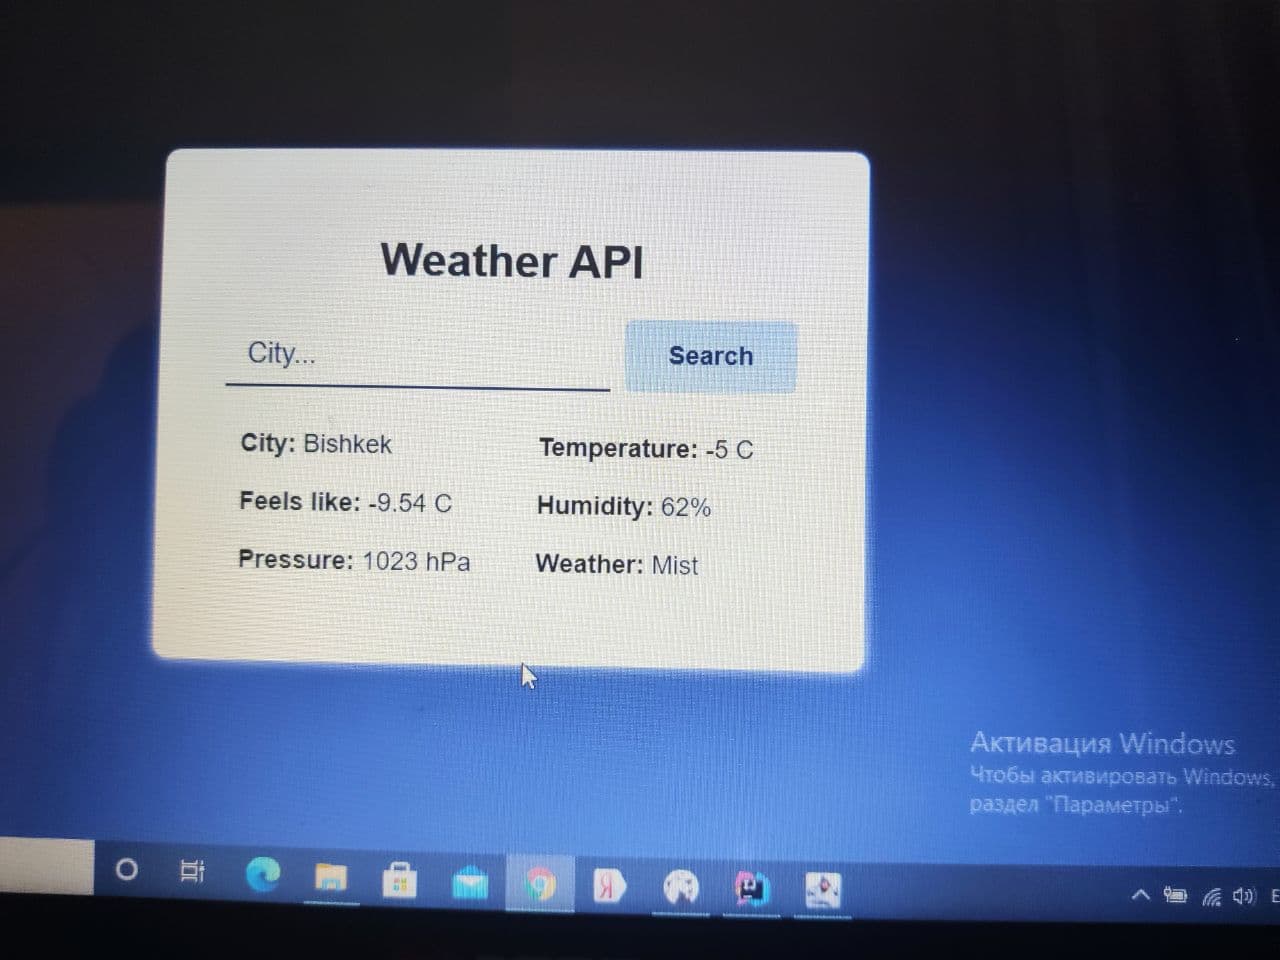 Weather API
City...
Search
City: Bishkek
Temperature: -5 C
Feels like: -9.54 C
Humidity: 62%
Pressure: 1023 hPa
Weather: Mist
Активация Windows
Чтобы активировать Windows,
раздел "Параметры".
Я